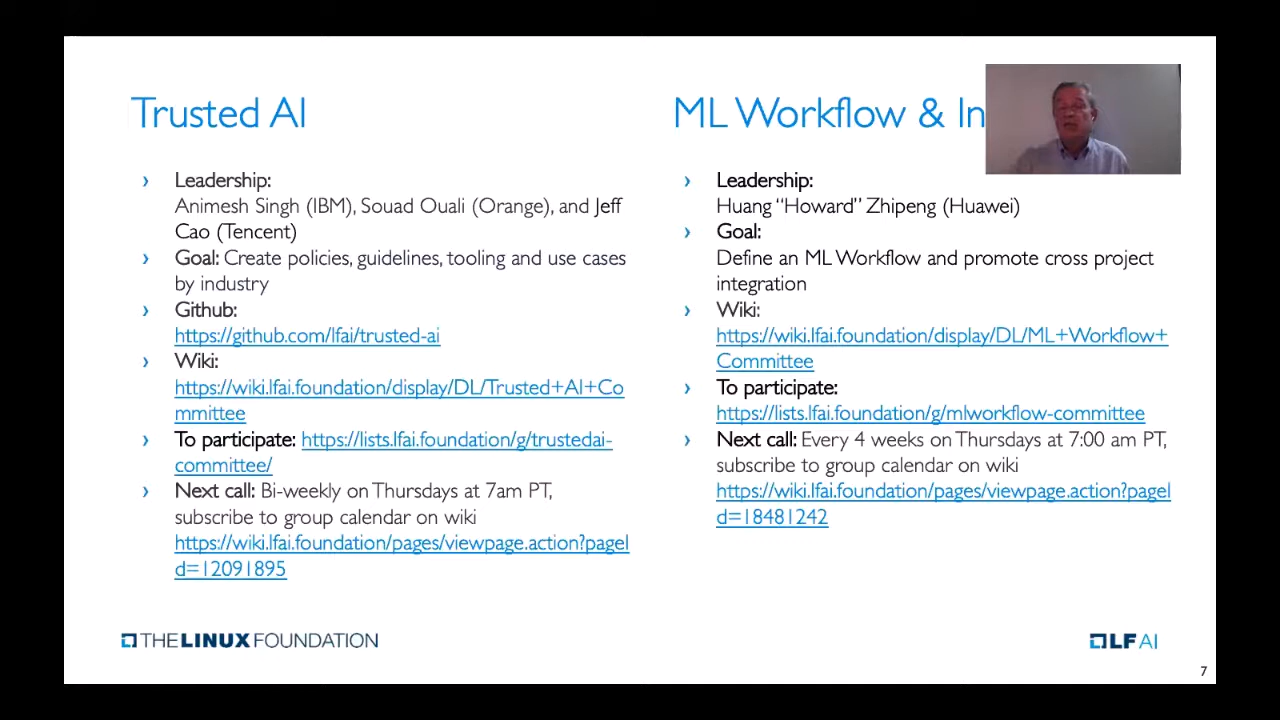 Trusted AI
› Leadership:
Animesh Singh (IBM), Souad Ouali (Orange), and Jeff
Cao (Tencent)
› Goal: Create policies, guidelines, tooling and use cases
by industry
› Github:
https://github.com/lfai/trusted-ai
› Wiki:
https://wiki.lfai.foundation/display/DL/Trusted+AI+Co
mmittee
› To participate: https://lists.lfai.foundation/g/trustedai-
committee/
› Next call: Bi-weekly on Thursdays at 7am PT,
subscribe to group calendar on wiki
https://wiki.lfai.foundation/pages/viewpage.action?pageI
d=12091895
ML Workflow & In
› Leadership:
Huang “Howard” Zhipeng (Huawei)
› Goal:
Define an ML Workflow and promote cross project
integration
› Wiki:
https://wiki.lfai.foundation/display/DL/ML+Workflow+
Committee
› To participate:
https://lists.lfai.foundation/g/mlworkflow-committee
› Next call: Every 4 weeks on Thursdays at 7:00 am PT,
subscribe to group calendar on wiki
https://wiki.lfai.foundation/pages/viewpage.action?pageI
d=18481242
THE LINUX FOUNDATION
LF AI
7